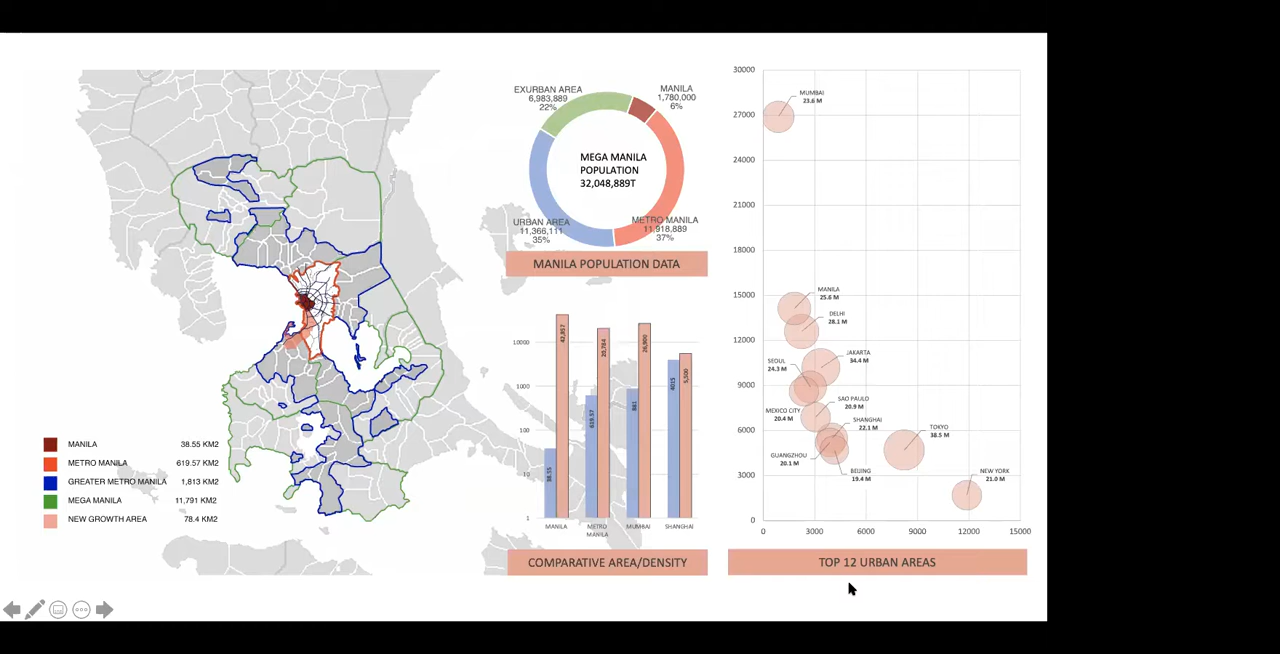 MANILA 38.55 KM2
METRO MANILA 619.57 KM2
GREATER METRO MANILA 1,813 KM2
MEGA MANILA 11,791 KM2
NEW GROWTH AREA 78.4 KM2
EXURBAN AREA
6,983,889
22%
MANILA
1,780,000
6%
MEGA MANILA
POPULATION
32,048,889T
URBAN AREA
11,366,111
35%
METRO MANILA
11,918,889
37%
MANILA POPULATION DATA
10000
1000
100
10
1
38.55
42,857
619.57
20,784
881
26,900
4015
5,500
MANILA
METRO
MANILA
MUMBAI
SHANGHAI
COMPARATIVE AREA/DENSITY
30000
27000
24000
21000
18000
15000
12000
9000
6000
3000
0
MUMBAI
23.6 M
MANILA
25.6 M
DELHI
28.1 M
JAKARTA
34.4 M
SEOUL
24.3 M
SAO PAULO
20.9 M
MEXICO CITY
20.4 M
SHANGHAI
22.1 M
TOKYO
38.5 M
GUANGZHOU
20.1 M
BEIJING
19.4 M
NEW YORK
21.0 M
0 3000 6000 9000 12000 15000
TOP 12 URBAN AREAS